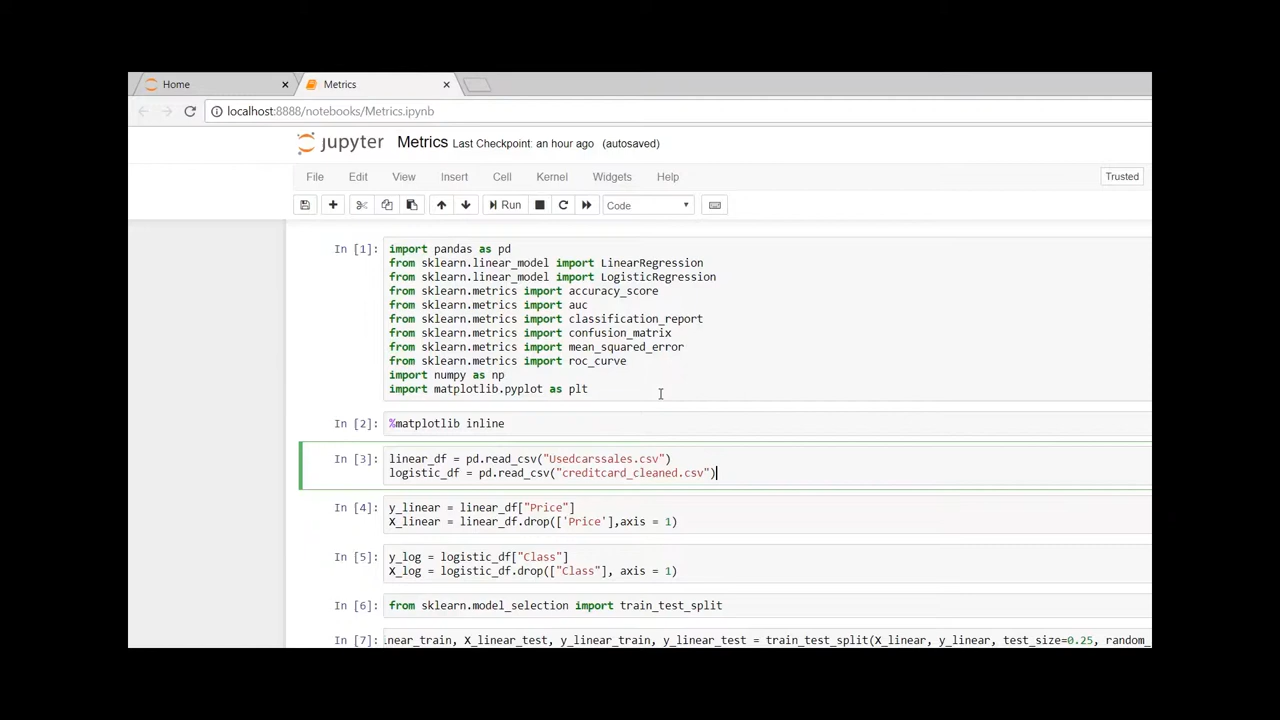 Home
Metrics
localhost:8888/notebooks/Metrics.ipynb
jupyter Metrics Last Checkpoint: an hour ago (autosaved)
File Edit View Insert Cell Kernel Widgets Help Trusted
Run Code
In [1]: import pandas as pd
from sklearn.linear_model import LinearRegression
from sklearn.linear_model import LogisticRegression
from sklearn.metrics import accuracy_score
from sklearn.metrics import auc
from sklearn.metrics import classification_report
from sklearn.metrics import confusion_matrix
from sklearn.metrics import mean_squared_error
from sklearn.metrics import roc_curve
import numpy as np
import matplotlib.pyplot as plt
In [2]: %matplotlib inline
In [3]: linear_df = pd.read_csv("Usedcarssales.csv")
logistic_df = pd.read_csv("creditcard_cleaned.csv")
In [4]: y_linear = linear_df["Price"]
X_linear = linear_df.drop(['Price'],axis = 1)
In [5]: y_log = logistic_df["Class"]
X_log = logistic_df.drop(["Class"], axis = 1)
In [6]: from sklearn.model_selection import train_test_split
In [7]: inear_train, X_linear_test, y_linear_train, y_linear_test = train_test_split(X_linear, y_linear, test_size=0.25, random_